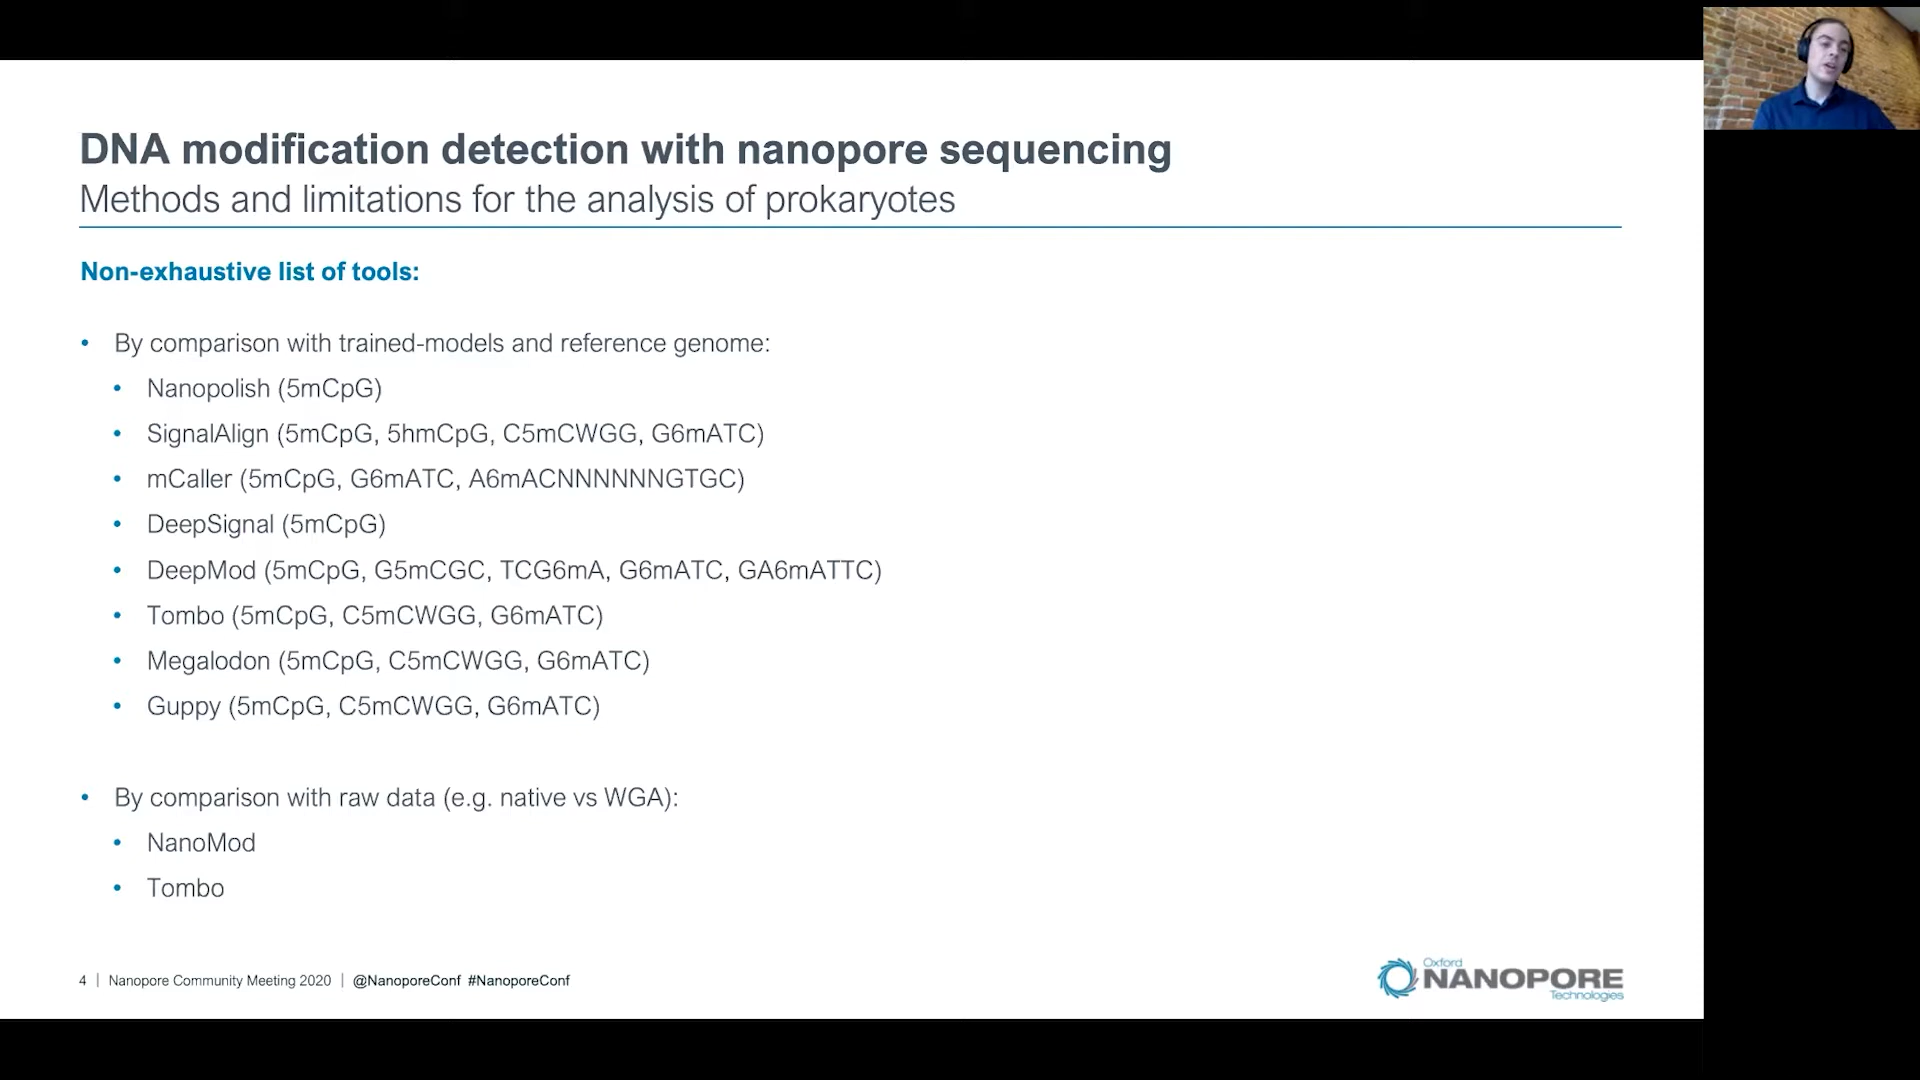 DNA modification detection with nanopore sequencing
Methods and limitations for the analysis of prokaryotes
Non-exhaustive list of tools:
• By comparison with trained-models and reference genome:
• Nanopolish (5mCpG)
• SignalAlign (5mCpG, 5hmCpG, C5mCWGG, G6mATC)
• mCaller (5mCpG, G6mATC, A6mACNNNNNNGTGC)
• DeepSignal (5mCpG)
• DeepMod (5mCpG, G5mCGC, TCG6mA, G6mATC, GA6mATTC)
• Tombo (5mCpG, C5mCWGG, G6mATC)
• Megalodon (5mCpG, C5mCWGG, G6mATC)
• Guppy (5mCpG, C5mCWGG, G6mATC)
• By comparison with raw data (e.g. native vs WGA):
• NanoMod
• Tombo
4 | Nanopore Community Meeting 2020 | @NanoporeConf #NanoporeConf
Oxford
NANOPORE
Technologies